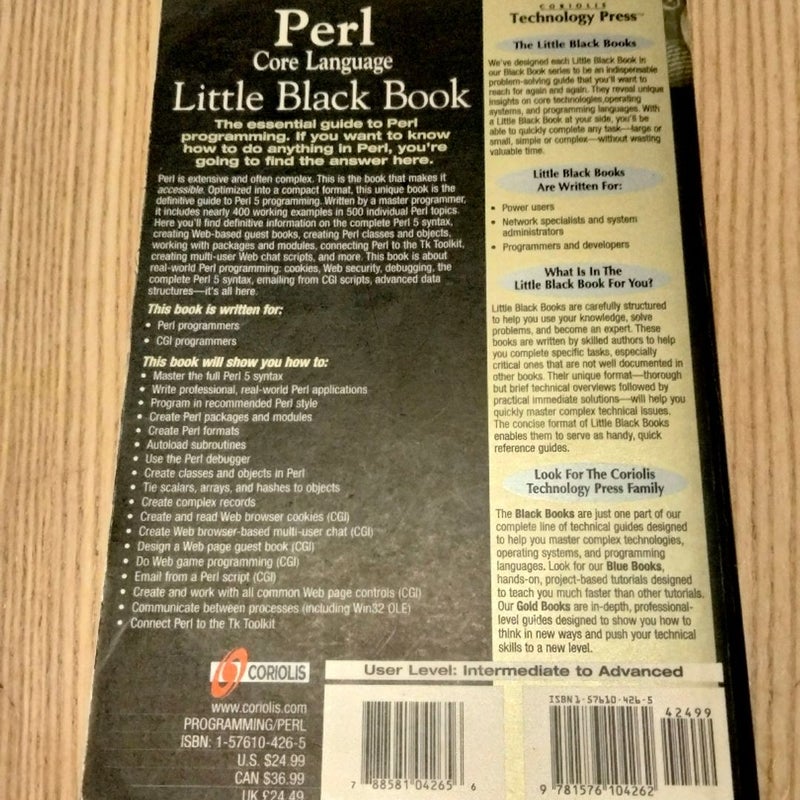 Perl
Core Language
Little Black Book
The essential guide to Perl
programming. If you want to know
how to do anything in Perl, you're
going to find the answer here.
Perl is extensive and often complex. This is the book that makes it
accessible. Optimized into a compact format, this unique book is the
definitive guide to Perl 5 programming. Written by a master programmer,
it includes nearly 400 working examples in 500 individual Perl topics.
Here you'll find definitive information on the complete Perl 5 syntax,
creating Web-based guest books, creating Perl classes and objects,
working with packages and modules, connecting Perl to the Tk Toolkit,
creating multi-user Web chat scripts, and more. This book is about
real-world Perl programming: cookies, Web security, debugging, the
complete Perl 5 syntax, emailing from CGI scripts, advanced data
structures—it's all here.
This book is written for:
• Perl programmers
• CGI programmers
This book will show you how to:
• Master the full Perl 5 syntax
• Write professional, real-world Perl applications
• Program in recommended Perl style
• Create Perl packages and modules
• Create Perl formats
• Autoload subroutines
• Use the Perl debugger
• Create classes and objects in Perl
• Tie scalars, arrays, and hashes to objects
• Create complex records
• Create and read Web browser cookies (CGI)
• Create Web browser-based multi-user chat (CGI)
• Design a Web page guest book (CGI)
• Do Web game programming (CGI)
• Email from a Perl script (CGI)
• Create and work with all common Web page controls (CGI)
• Communicate between processes (including Win32 OLE)
• Connect Perl to the Tk Toolkit
CORIOLIS
www.coriolis.com
PROGRAMMING/PERL
ISBN: 1-57610-426-5
U.S. $24.99
CAN $36.99
UK £24.49
CORIOLIS
Technology Press™
The Little Black Books
We've designed each Little Black Book in
our Black Book series to be an indispensable
problem-solving guide that you'll want to
reach for again and again. They reveal unique
insights on core technologies,operating
systems, and programming languages. With
a Little Black Book at your side, you'll be
able to quickly complete any task—large or
small, simple or complex—without wasting
valuable time.
Little Black Books
Are Written For:
• Power users
• Network specialists and system
administrators
• Programmers and developers
What Is In The
Little Black Book For You?
Little Black Books are carefully structured
to help you use your knowledge, solve
problems, and become an expert. These
books are written by skilled authors to help
you complete specific tasks, especially
critical ones that are not well documented in
other books. Their unique format—thorough
but brief technical overviews followed by
practical immediate solutions—will help you
quickly master complex technical issues.
The concise format of Little Black Books
enables them to serve as handy, quick
reference guides.
Look For The Coriolis
Technology Press Family
The Black Books are just one part of our
complete line of technical guides designed
to help you master complex technologies,
operating systems, and programming
languages. Look for our Blue Books,
hands-on, project-based tutorials designed
to teach you much faster than other tutorials.
Our Gold Books are in-depth, professional-
level guides designed to show you how to
think in new ways and push your technical
skills to a new level.
User Level: Intermediate to Advanced
7 88581 04265 6
ISBN 1-57610-426-5
42499
9 781576 104262